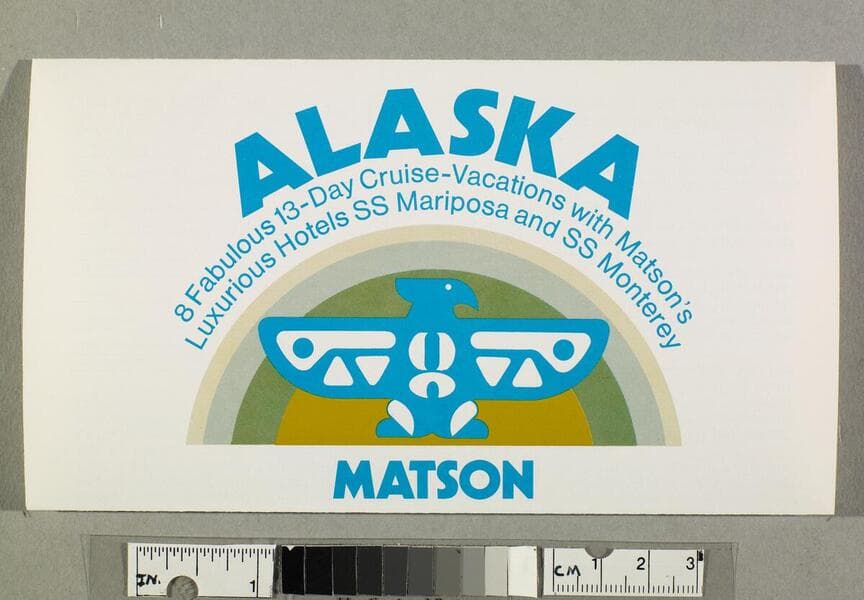 ALASKA
8 Fabulous 13-Day Cruise-Vacations with Matson's
Luxurious Hotels SS Mariposa and SS Monterey
MATSON
IN. 1
CM 1 2 3